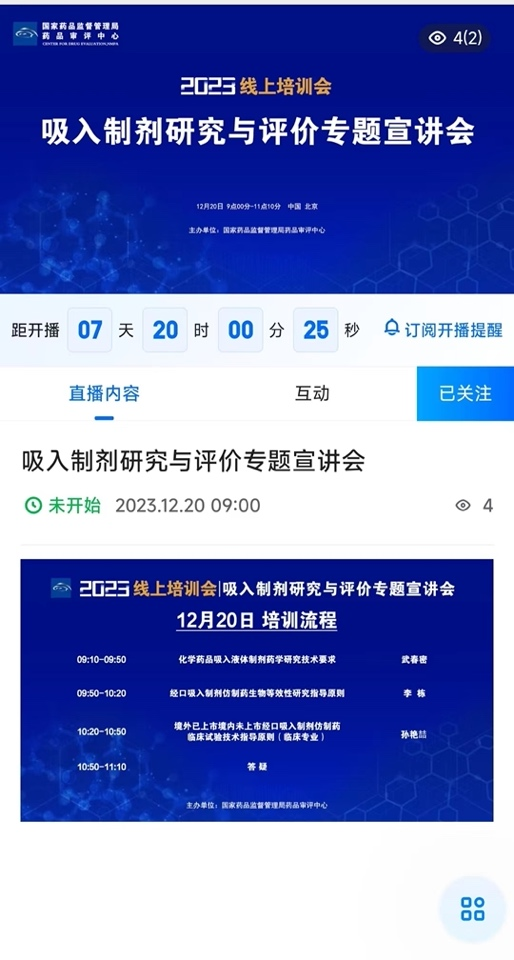 国家药品监督管理局
药品审评中心
CENTER FOR DRUG EVALUATION,NMPA
4(2)
2023 线上培训会
吸入制剂研究与评价专题宣讲会
12月20日 9点00分-11点10分 中国 北京
主办单位：国家药品监督管理局药品审评中心
距开播 07 天 20 时 00 分 25 秒 订阅开播提醒
直播内容 互动 已关注
吸入制剂研究与评价专题宣讲会
未开始 2023.12.20 09:00 4
2023 线上培训会|吸入制剂研究与评价专题宣讲会
12月20日 培训流程
09:10-09:50 化学药品吸入液体制剂药学研究技术要求 武春密
09:50-10:20 经口吸入制剂仿制药生物等效性研究指导原则 李 栋
10:20-10:50 境外已上市境内未上市经口吸入制剂仿制药
临床试验技术指导原则（临床专业） 孙艳喆
10:50-11:10 答 疑
主办单位：国家药品监督管理局药品审评中心